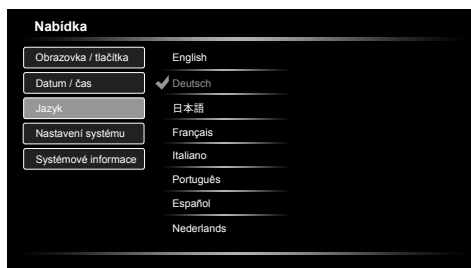 Nabídka
Obrazovka / tlačítka
Datum / čas
Jazyk
Nastavení systému
Systémové informace
English
Deutsch
日本語
Français
Italiano
Português
Español
Nederlands